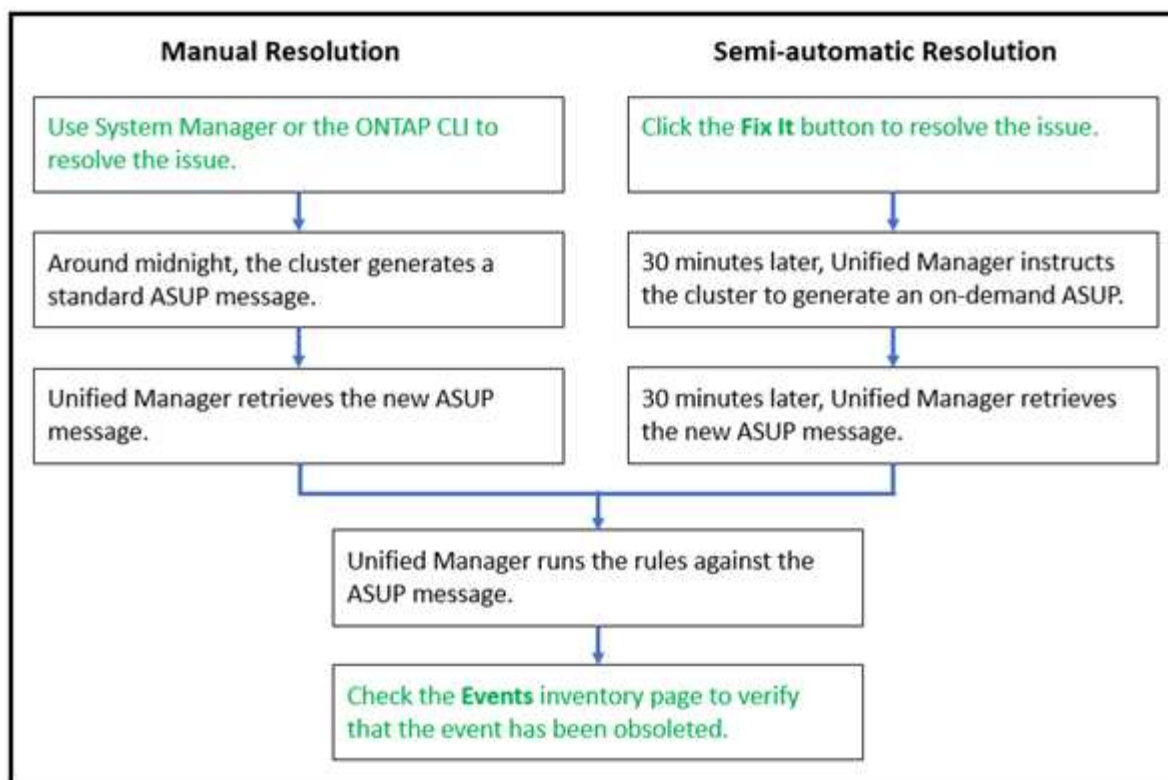 Manual Resolution
Use System Manager or the ONTAP CLI to
resolve the issue.
Around midnight, the cluster generates a
standard ASUP message.
Unified Manager retrieves the new ASUP
message.
Semi-automatic Resolution
Click the Fix It button to resolve the issue.
30 minutes later, Unified Manager instructs
the cluster to generate an on-demand ASUP.
30 minutes later, Unified Manager retrieves
the new ASUP message.
Unified Manager runs the rules against the
ASUP message.
Check the Events inventory page to verify
that the event has been obsoleted.